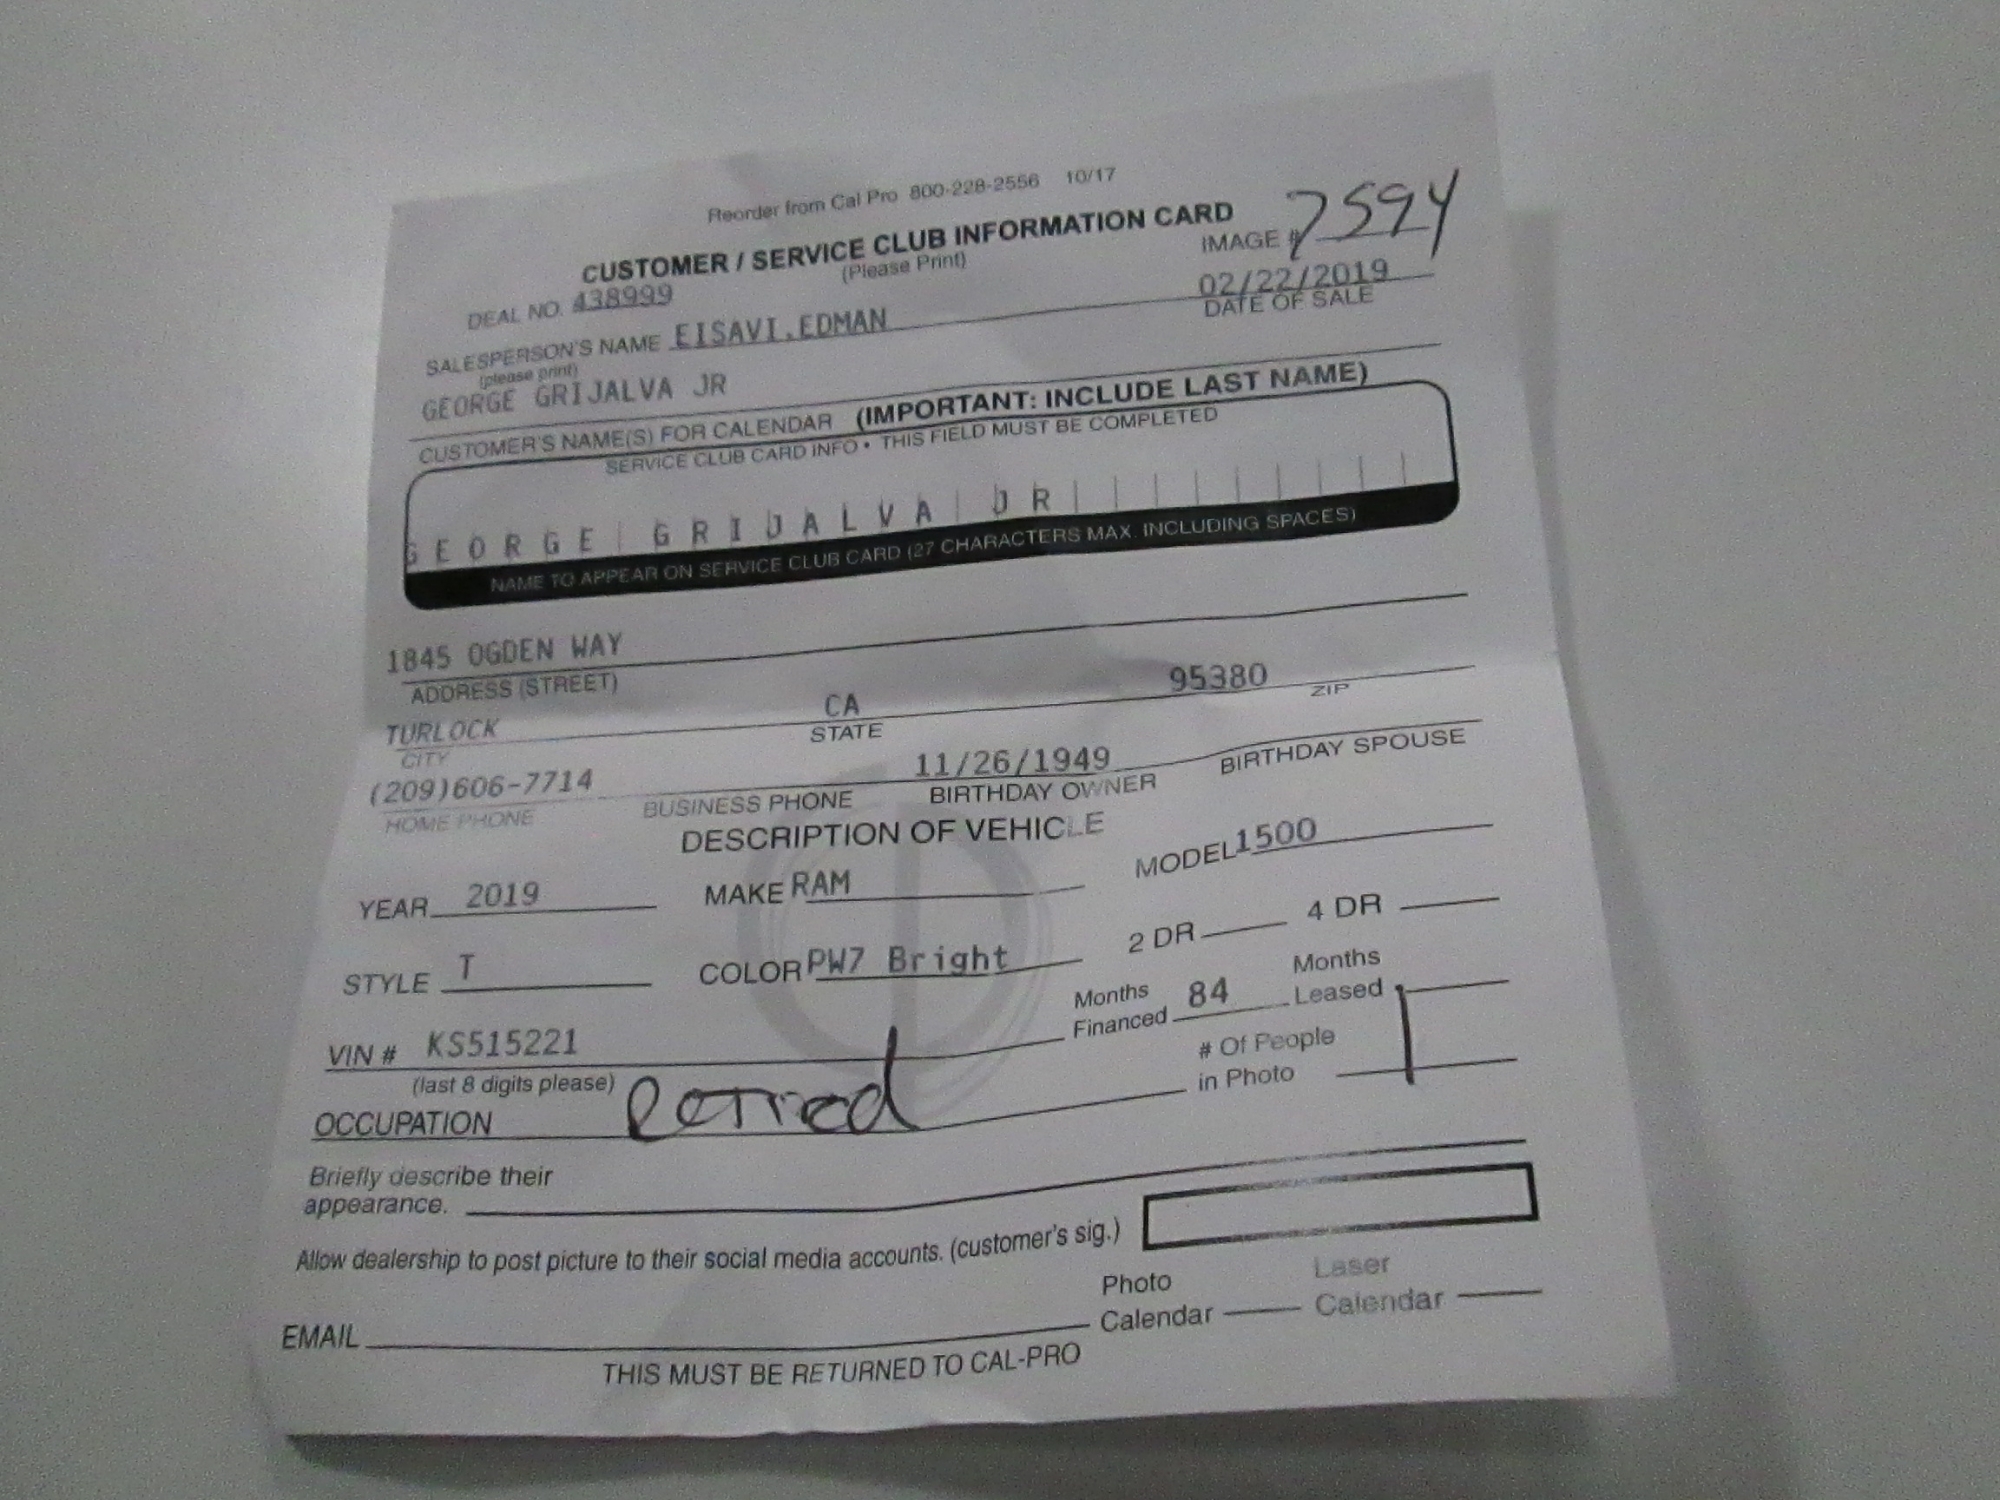 Reorder from Cal Pro 800-228-2556 10/17
CUSTOMER / SERVICE CLUB INFORMATION CARD
(Please Print)
IMAGE # 7594
DEAL NO. 438999
02/22/2019
DATE OF SALE
SALESPERSON'S NAME EISAVI,EDMAN
(please print)
GEORGE GRIJALVA JR
CUSTOMER'S NAME(S) FOR CALENDAR (IMPORTANT: INCLUDE LAST NAME)
SERVICE CLUB CARD INFO • THIS FIELD MUST BE COMPLETED
GEORGE GRIJALVA JR
NAME TO APPEAR ON SERVICE CLUB CARD (27 CHARACTERS MAX. INCLUDING SPACES)
1845 OGDEN WAY
ADDRESS (STREET)
TURLOCK CA 95380
CITY STATE ZIP
(209)606-7714 11/26/1949
HOME PHONE BUSINESS PHONE BIRTHDAY OWNER BIRTHDAY SPOUSE
DESCRIPTION OF VEHICLE
YEAR 2019 MAKE RAM MODEL 1500
STYLE T COLOR PW7 Bright 2 DR 4 DR
VIN # KS515221 Months Financed 84 Months Leased
(last 8 digits please)
OCCUPATION Retired # Of People in Photo 1
Briefly describe their
appearance.
Allow dealership to post picture to their social media accounts. (customer's sig.)
EMAIL Photo Calendar Laser Calendar
THIS MUST BE RETURNED TO CAL-PRO